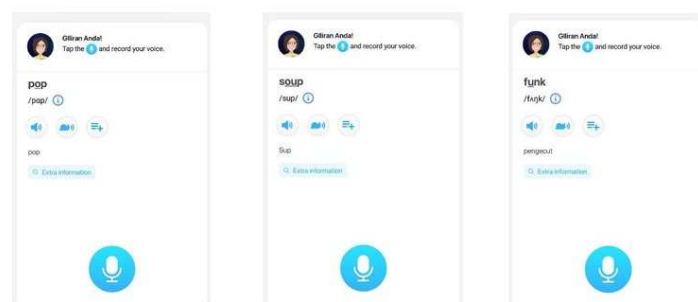 GIliran Anda!
Tap the and record your voice.
pop
/pɑp/
pop
Extra information
GIliran Anda!
Tap the and record your voice.
soup
/sup/
Sup
Extra information
GIliran Anda!
Tap the and record your voice.
funk
/fʌŋk/
pengecut
Extra information